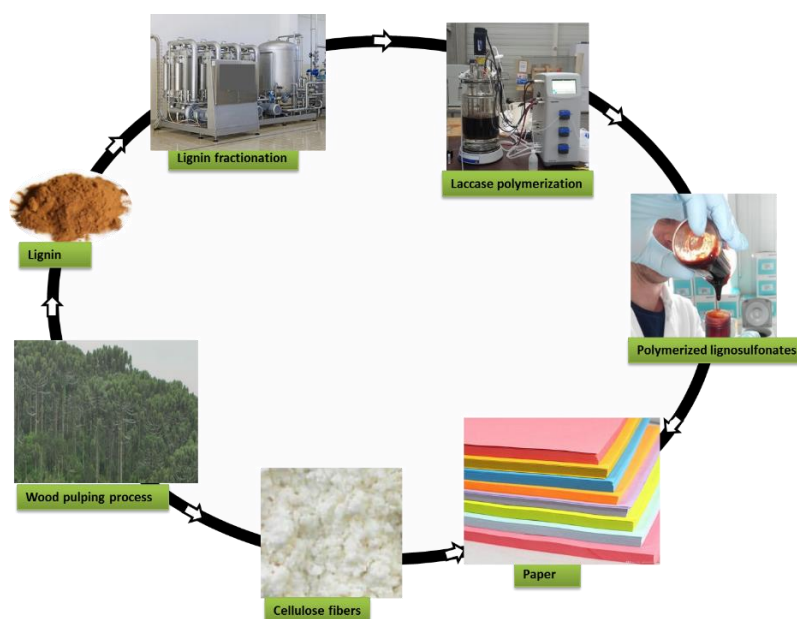 Lignin fractionation
Laccase polymerization
Lignin
Polymerized lignosulfonates
Wood pulping process
Paper
Cellulose fibers